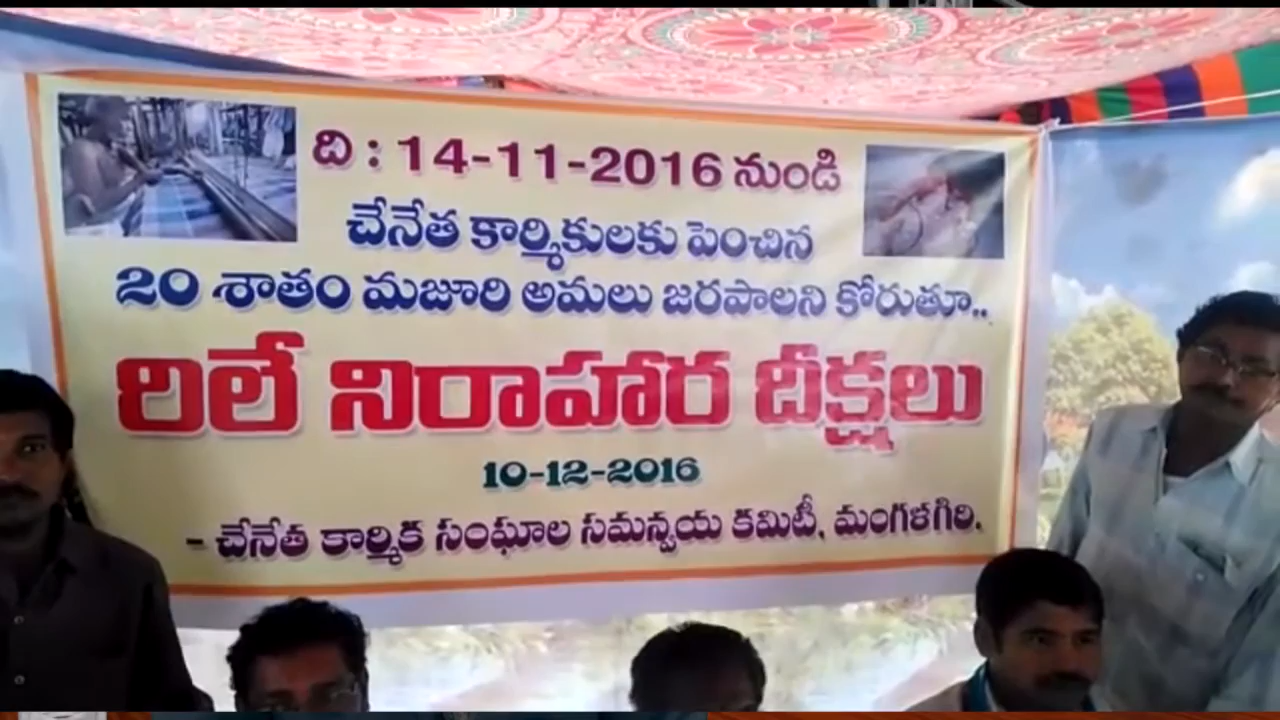 ది : 14-11-2016 నుండి
చేనేత కార్మికులకు పెంచిన
20 శాతం మజూరి అమలు జరపాలని కోరుతూ..
రిలే నిరాహార దీక్షలు
10-12-2016
- చేనేత కార్మిక సంఘాల సమన్వయ కమిటీ, మంగళగిరి.